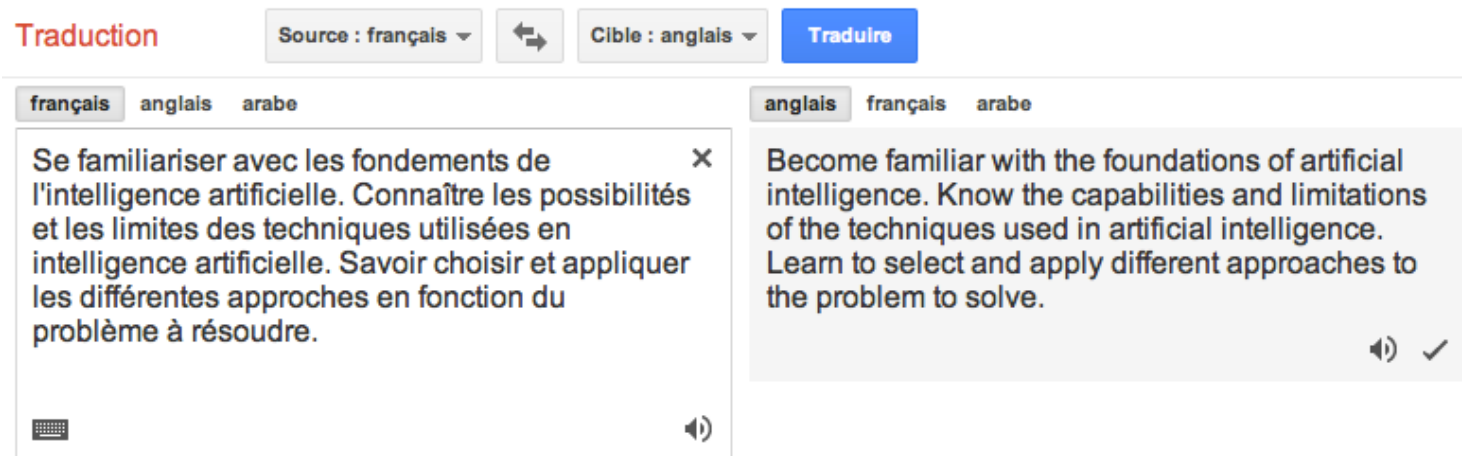 Traduction
Source : français
Cible : anglais
Traduire
français anglais arabe
Se familiariser avec les fondements de
l'intelligence artificielle. Connaître les possibilités
et les limites des techniques utilisées en
intelligence artificielle. Savoir choisir et appliquer
les différentes approches en fonction du
problème à résoudre.
anglais français arabe
Become familiar with the foundations of artificial
intelligence. Know the capabilities and limitations
of the techniques used in artificial intelligence.
Learn to select and apply different approaches to
the problem to solve.